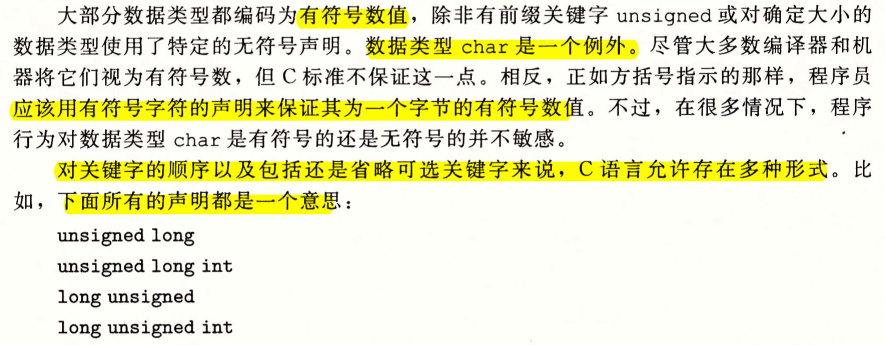 大部分数据类型都编码为有符号数值，除非有前缀关键字 unsigned 或对确定大小的
数据类型使用了特定的无符号声明。数据类型 char 是一个例外。尽管大多数编译器和机
器将它们视为有符号数，但 C 标准不保证这一点。相反，正如方括号指示的那样，程序员
应该用有符号字符的声明来保证其为一个字节的有符号数值。不过，在很多情况下，程序
行为对数据类型 char 是有符号的还是无符号的并不敏感。
对关键字的顺序以及包括还是省略可选关键字来说，C 语言允许存在多种形式。比
如，下面所有的声明都是一个意思：
unsigned long
unsigned long int
long unsigned
long unsigned int